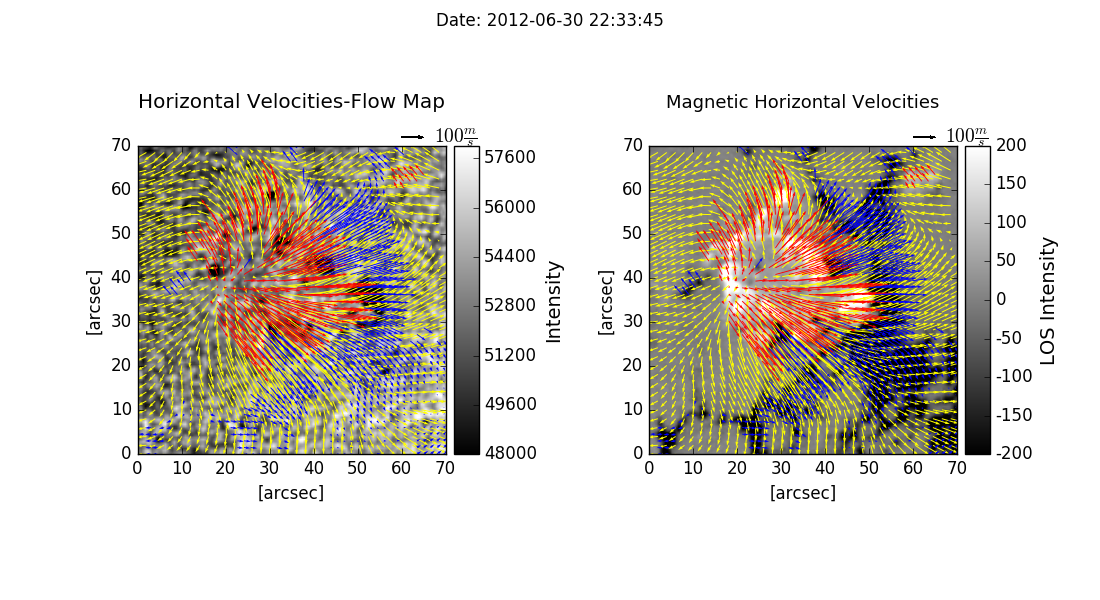 Date: 2012-06-30 22:33:45
Horizontal Velocities-Flow Map
100 m/s
70
60
50
40
30
20
10
0
[arcsec]
0 10 20 30 40 50 60 70
[arcsec]
57600
56000
54400
52800
51200
49600
48000
Intensity
Magnetic Horizontal Velocities
100 m/s
70
60
50
40
30
20
10
0
[arcsec]
0 10 20 30 40 50 60 70
[arcsec]
200
150
100
50
0
-50
-100
-150
-200
LOS Intensity